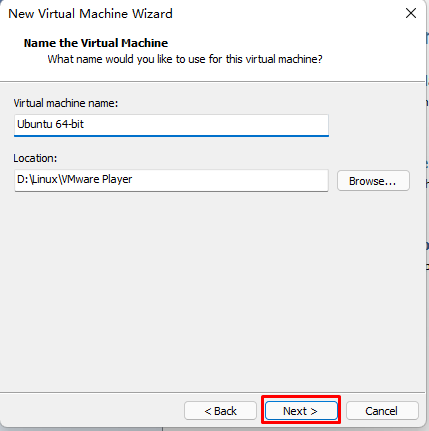 New Virtual Machine Wizard
Name the Virtual Machine
What name would you like to use for this virtual machine?
Virtual machine name:
Ubuntu 64-bit
Location:
D:\Linux\VMware Player
Browse...
< Back
Next >
Cancel